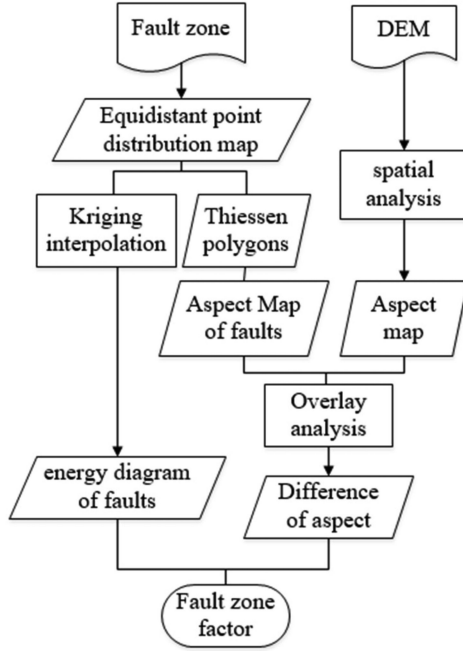 Fault zone
DEM
Equidistant point
distribution map
Kriging
interpolation
Thiessen
polygons
spatial
analysis
Aspect Map
of faults
Aspect
map
Overlay
analysis
energy diagram
of faults
Difference
of aspect
Fault zone
factor